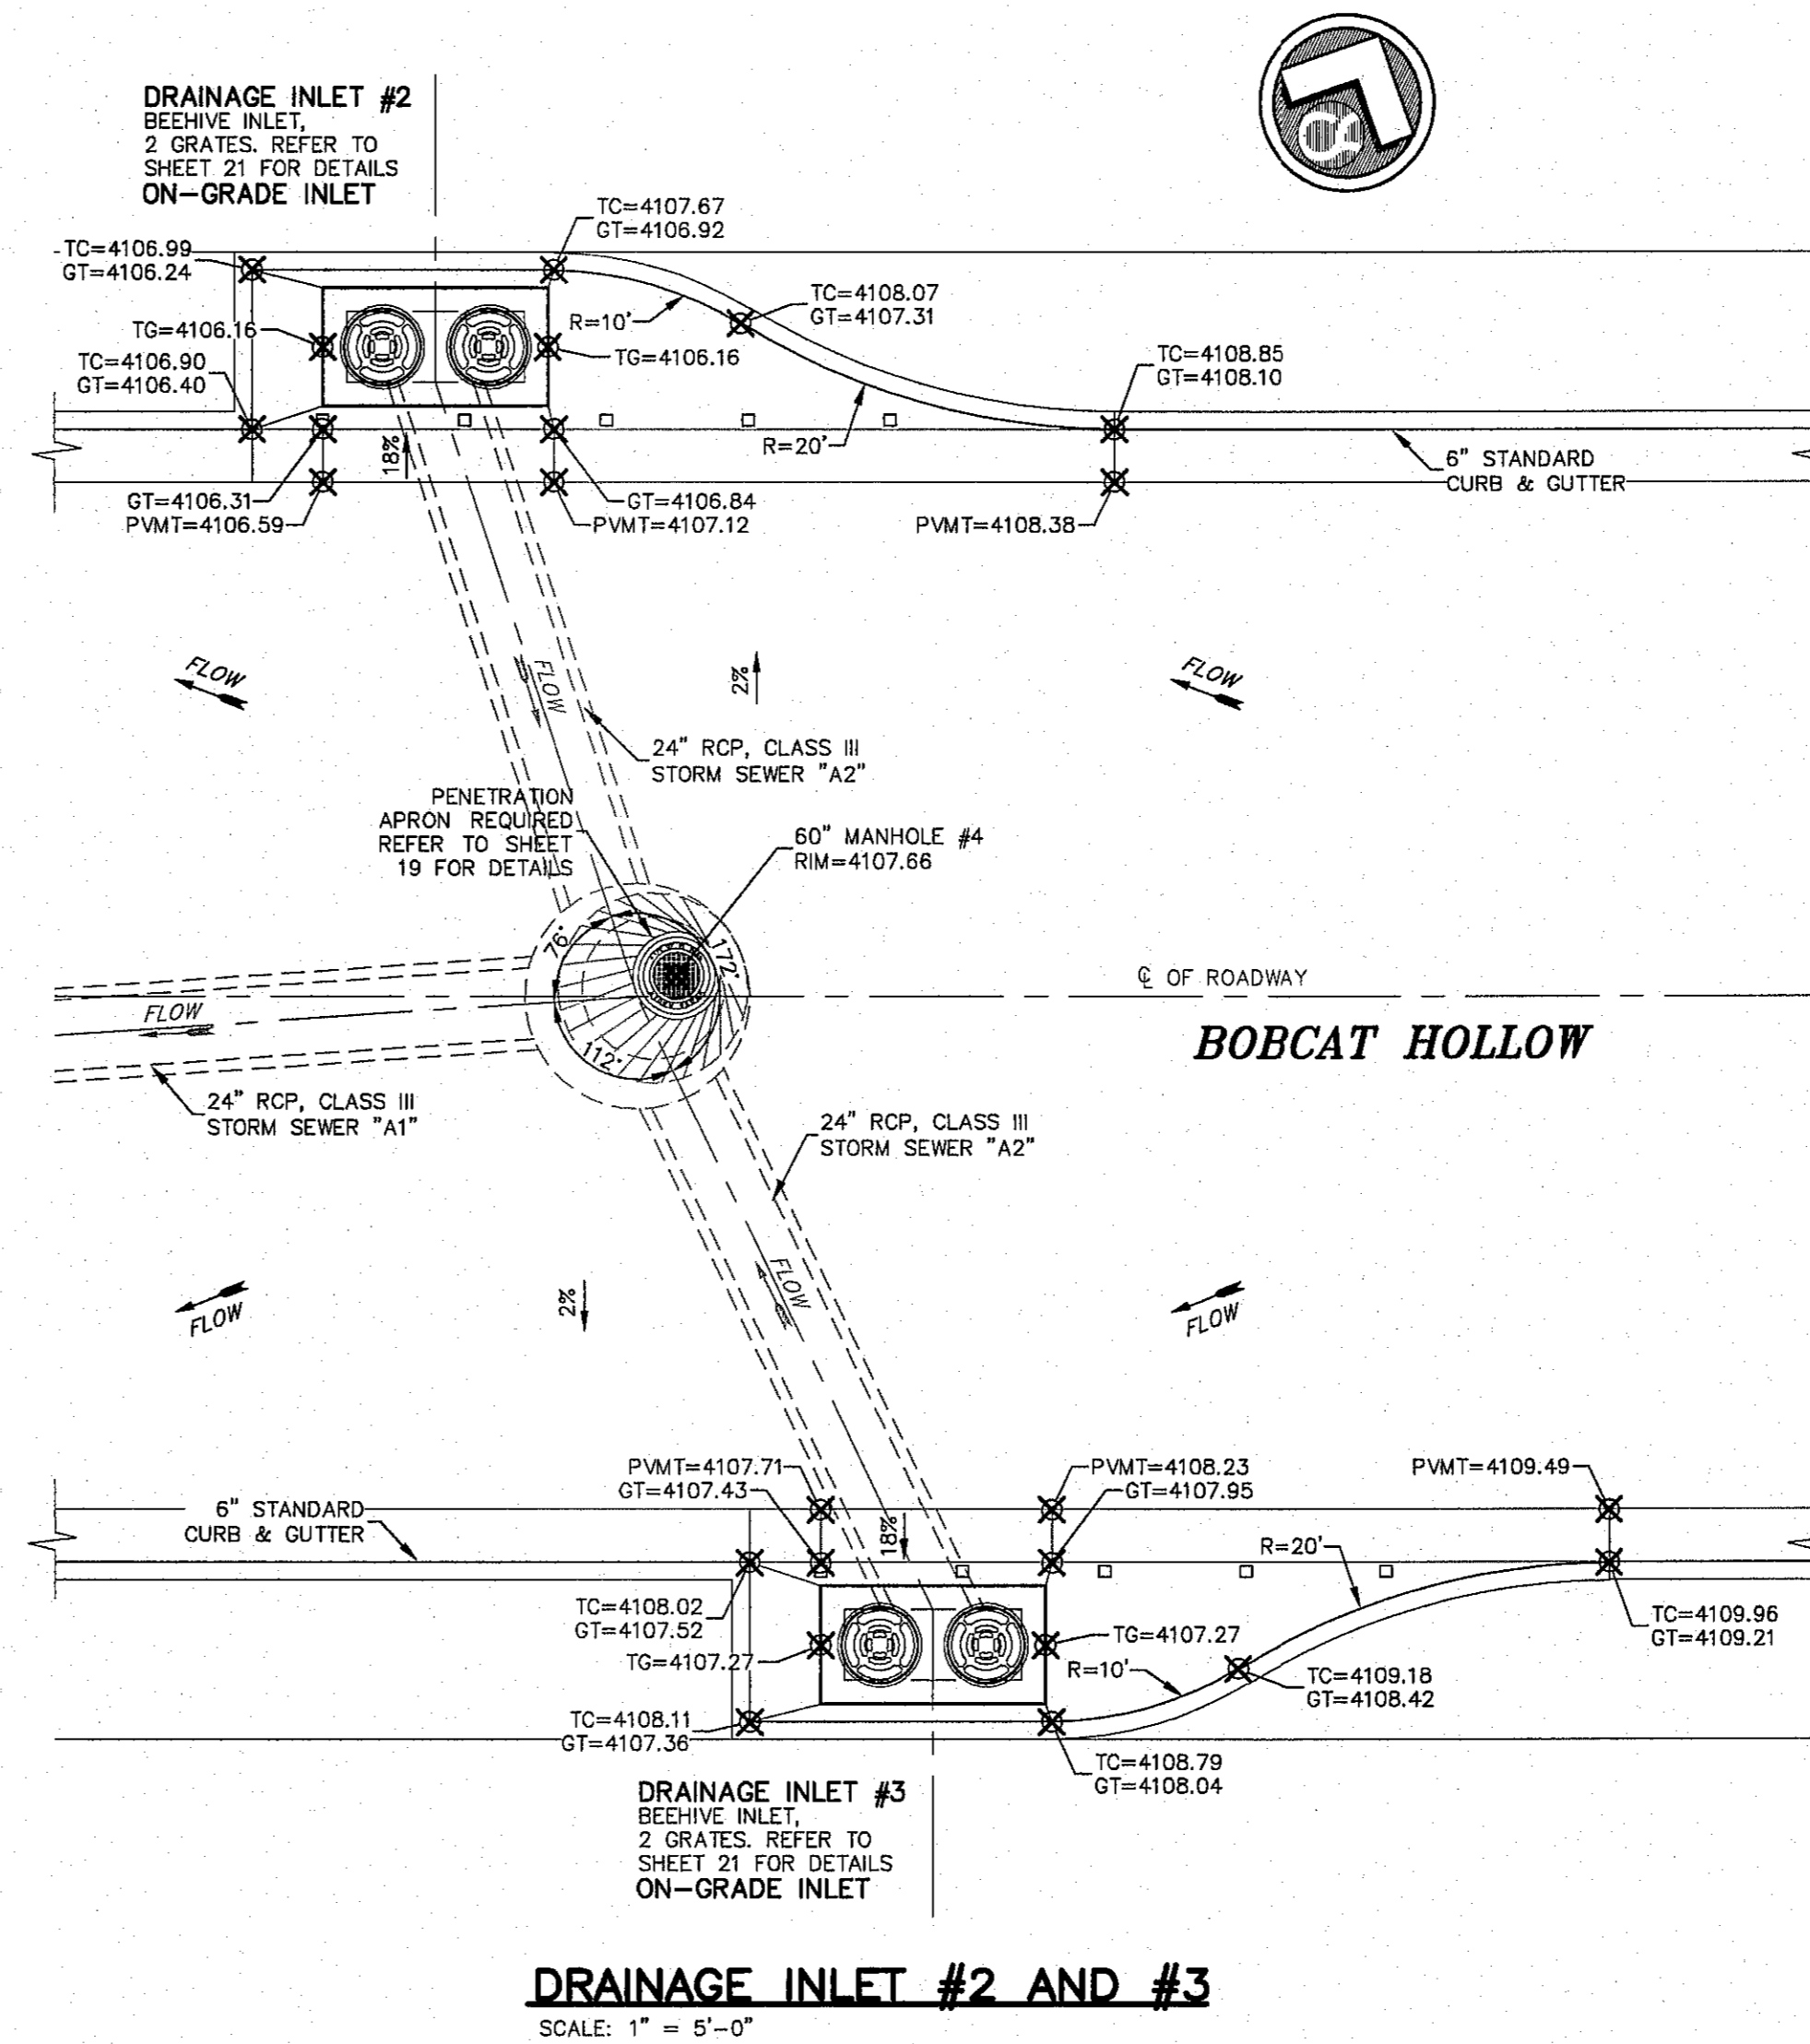 DRAINAGE INLET #2
BEEHIVE INLET,
2 GRATES. REFER TO
SHEET 21 FOR DETAILS
ON-GRADE INLET
TC=4107.67
GT=4106.92
TC=4106.99
GT=4106.24
TC=4108.07
GT=4107.31
R=10'
TG=4106.16
TG=4106.16
TC=4106.90
GT=4106.40
TC=4108.85
GT=4108.10
R=20'
18%
6" STANDARD
CURB & GUTTER
GT=4106.31
PVMT=4106.59
GT=4106.84
PVMT=4107.12
PVMT=4108.38
FLOW
FLOW
2%
FLOW
24" RCP, CLASS III
STORM SEWER "A2"
PENETRATION
APRON REQUIRED
REFER TO SHEET
19 FOR DETAILS
60" MANHOLE #4
RIM=4107.66
76°
172°
112°
℄ OF ROADWAY
FLOW
BOBCAT HOLLOW
24" RCP, CLASS III
STORM SEWER "A1"
24" RCP, CLASS III
STORM SEWER "A2"
FLOW
2%
FLOW
FLOW
PVMT=4107.71
GT=4107.43
PVMT=4108.23
GT=4107.95
PVMT=4109.49
6" STANDARD
CURB & GUTTER
18%
R=20'
TC=4108.02
GT=4107.52
TG=4107.27
TG=4107.27
R=10'
TC=4109.96
GT=4109.21
TC=4109.18
GT=4108.42
TC=4108.11
GT=4107.36
TC=4108.79
GT=4108.04
DRAINAGE INLET #3
BEEHIVE INLET,
2 GRATES. REFER TO
SHEET 21 FOR DETAILS
ON-GRADE INLET
DRAINAGE INLET #2 AND #3
SCALE: 1" = 5'-0"